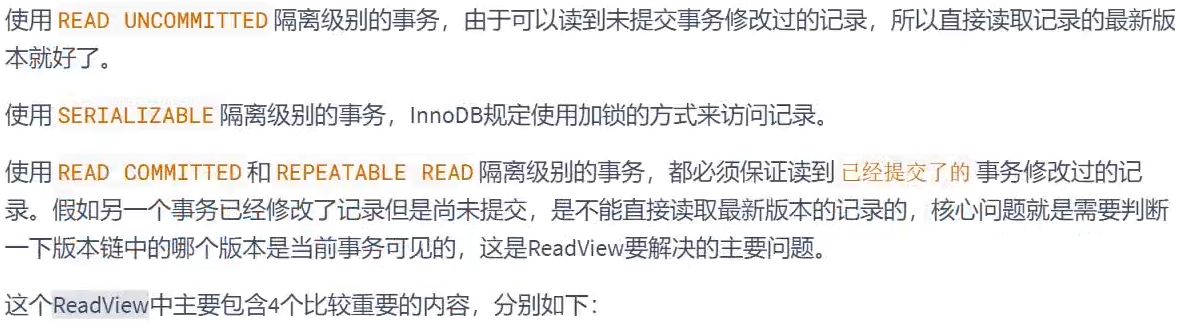 使用 READ UNCOMMITTED 隔离级别的事务，由于可以读到未提交事务修改过的记录，所以直接读取记录的最新版
本就好了。
使用 SERIALIZABLE 隔离级别的事务，InnoDB规定使用加锁的方式来访问记录。
使用 READ COMMITTED 和 REPEATABLE READ 隔离级别的事务，都必须保证读到 已经提交了的 事务修改过的记
录。假如另一个事务已经修改了记录但是尚未提交，是不能直接读取最新版本的记录的，核心问题就是需要判断
一下版本链中的哪个版本是当前事务可见的，这是ReadView要解决的主要问题。
这个ReadView中主要包含4个比较重要的内容，分别如下：